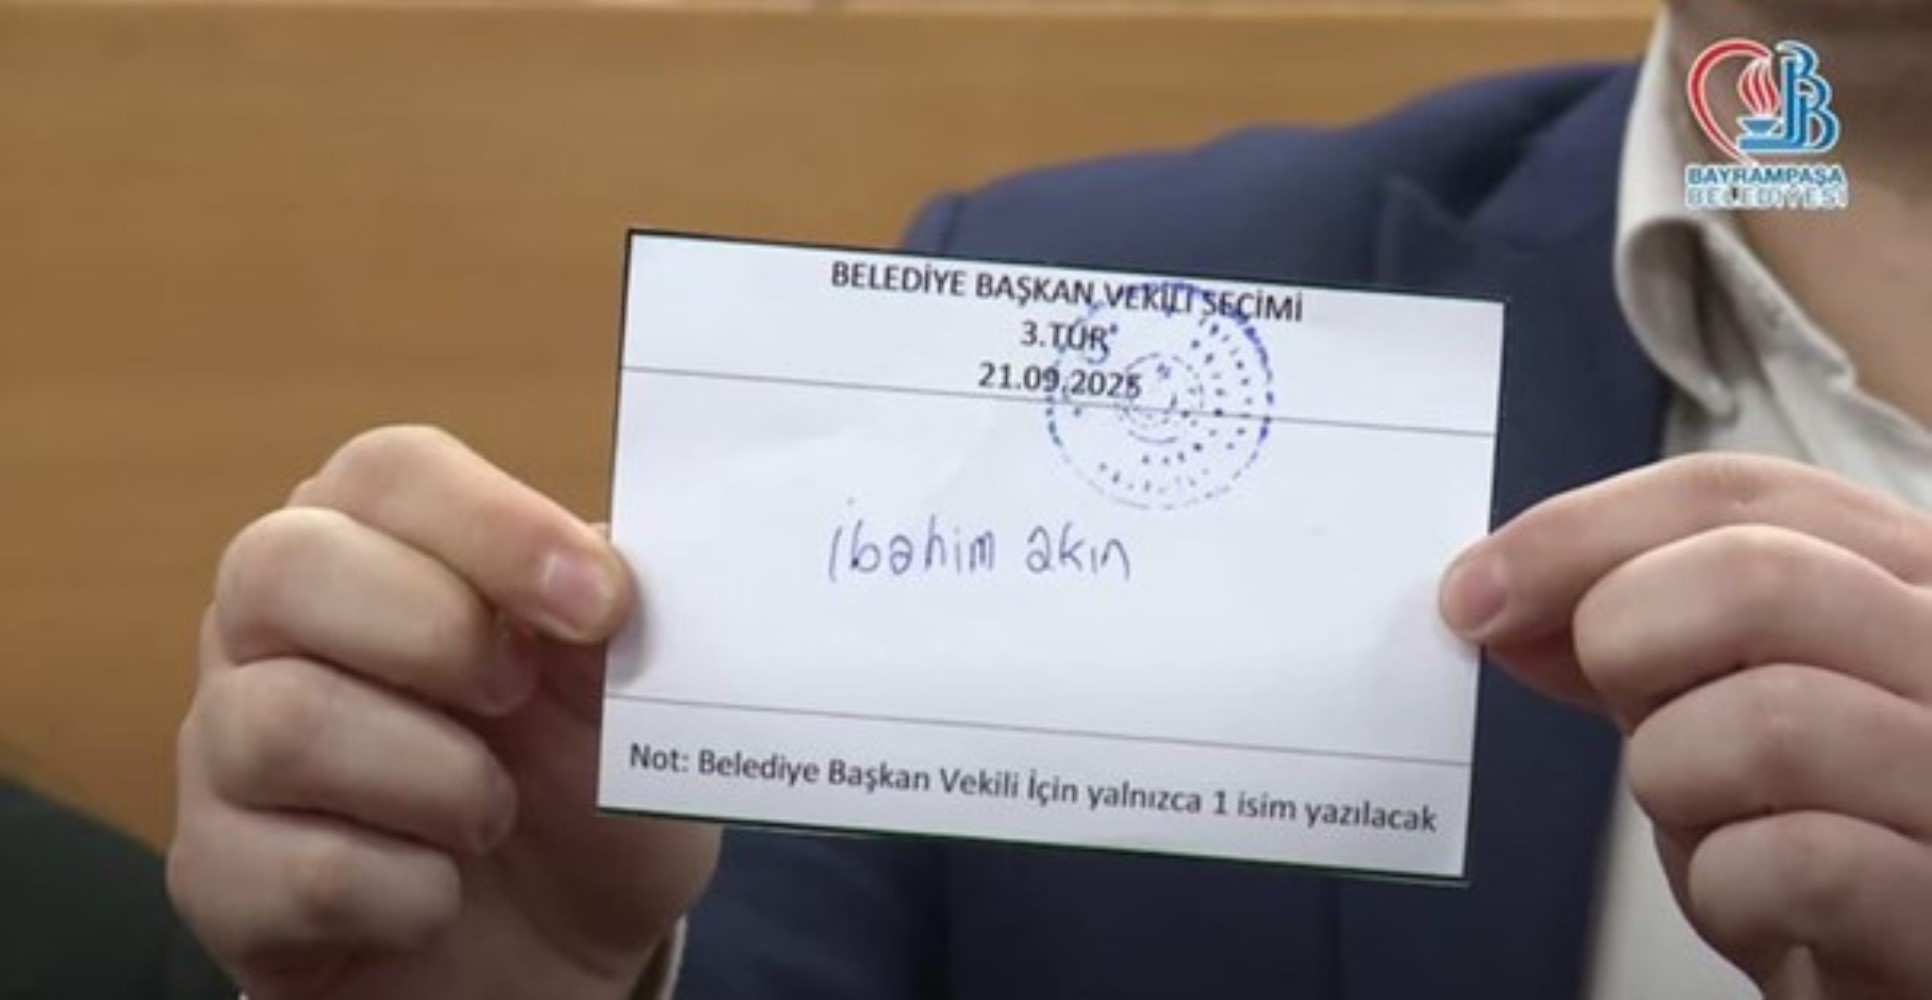 BAYRAMPAŞA
BELEDİYESİ
BELEDİYE BAŞKAN VEKİLİ SEÇİMİ
3.TUR
21.09.2025
ibahim akın
Not: Belediye Başkan Vekili İçin yalnızca 1 isim yazılacak